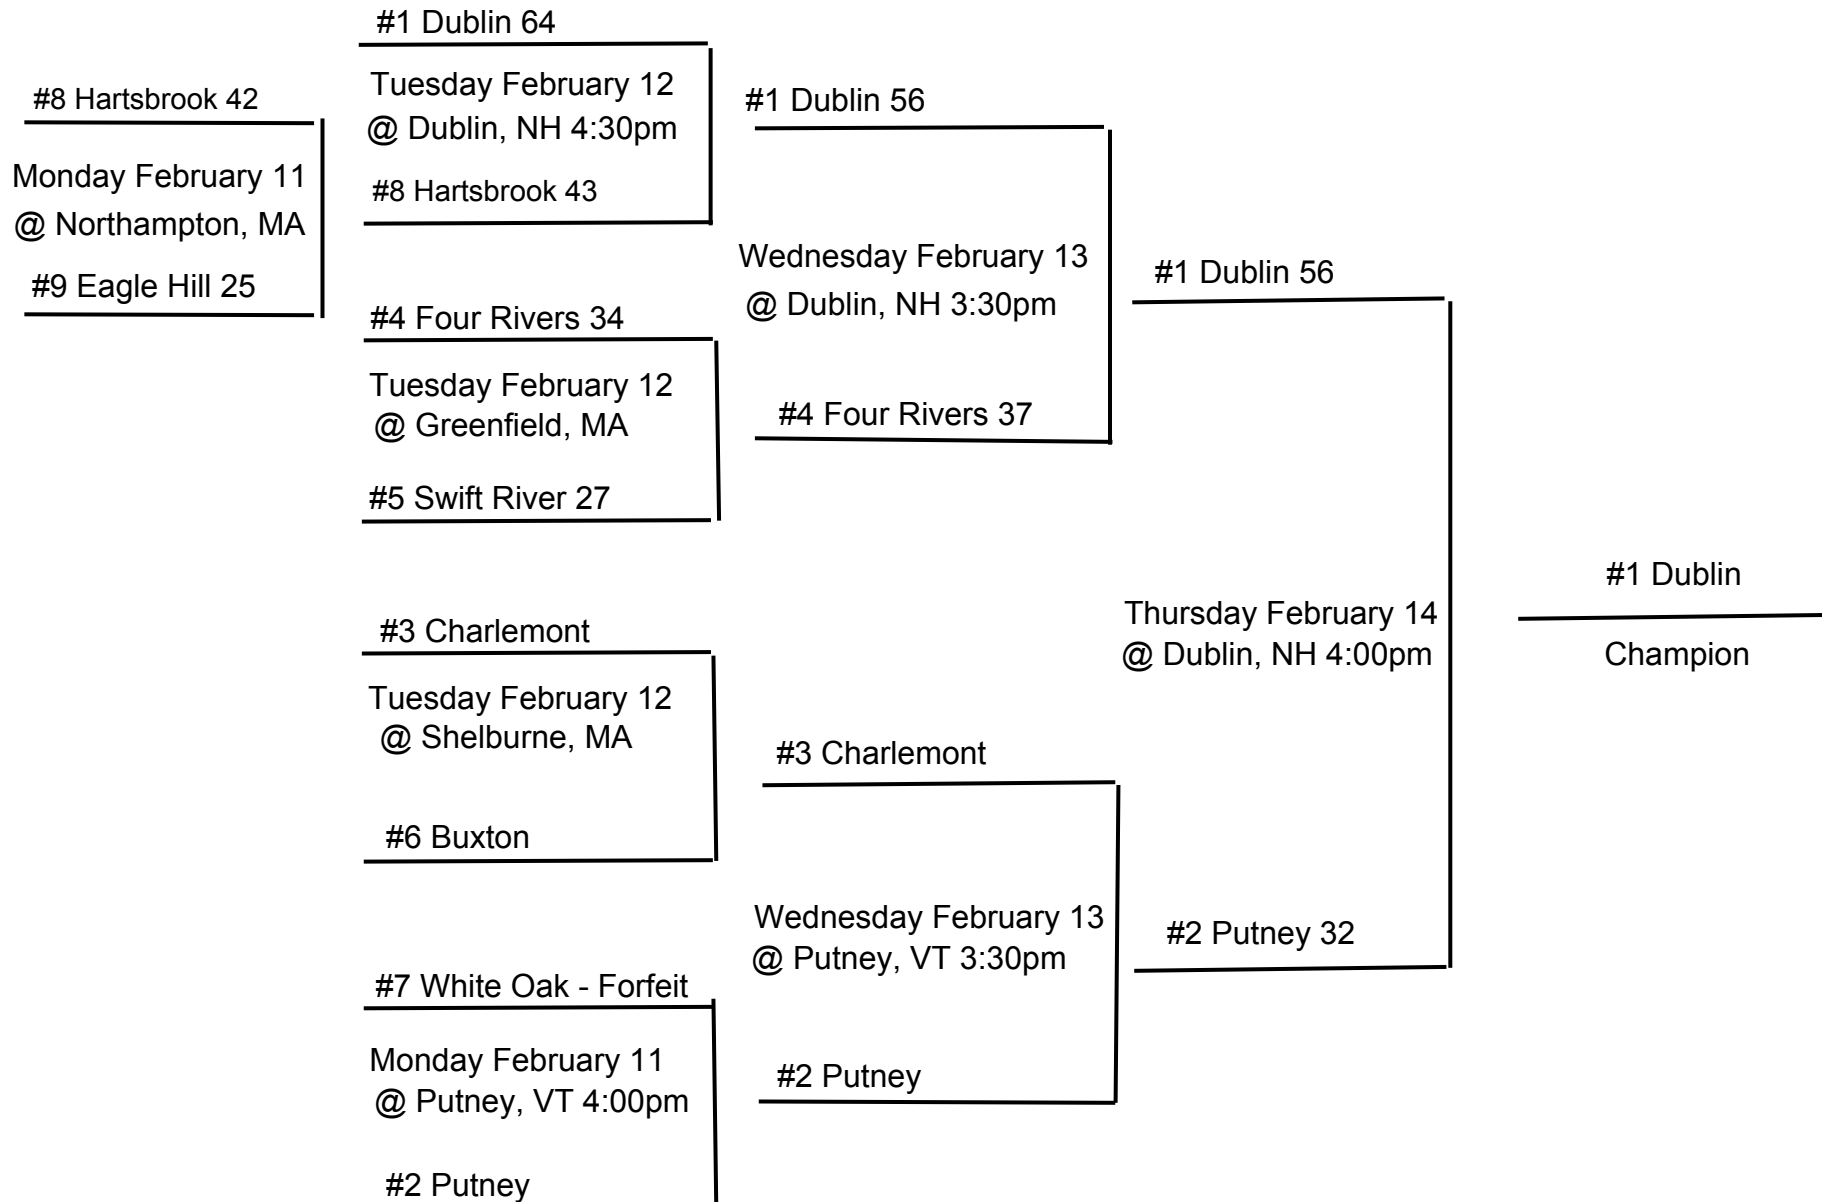 #8 Hartsbrook 42
Monday February 11
@ Northampton, MA
#9 Eagle Hill 25
#1 Dublin 64
Tuesday February 12
@ Dublin, NH 4:30pm
#8 Hartsbrook 43
#4 Four Rivers 34
Tuesday February 12
@ Greenfield, MA
#5 Swift River 27
#3 Charlemont
Tuesday February 12
@ Shelburne, MA
#6 Buxton
#7 White Oak - Forfeit
Monday February 11
@ Putney, VT 4:00pm
#2 Putney
#1 Dublin 56
Wednesday February 13
@ Dublin, NH 3:30pm
#4 Four Rivers 37
#3 Charlemont
Wednesday February 13
@ Putney, VT 3:30pm
#2 Putney
#1 Dublin 56
Thursday February 14
@ Dublin, NH 4:00pm
#2 Putney 32
#1 Dublin
Champion